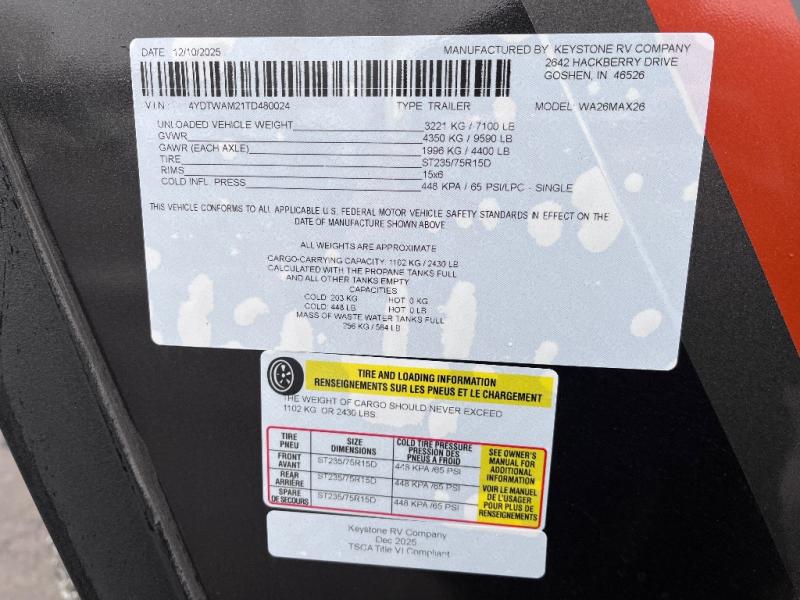 DATE 12/10/2025
MANUFACTURED BY KEYSTONE RV COMPANY
2642 HACKBERRY DRIVE
GOSHEN, IN 46526
VIN 4YDTWAM21TD480024 TYPE TRAILER MODEL: WA26MAX26
UNLOADED VEHICLE WEIGHT 3221 KG / 7100 LB
GVWR 4350 KG / 9590 LB
GAWR (EACH AXLE) 1996 KG / 4400 LB
TIRE ST235/75R15D
RIMS 15x6
COLD INFL. PRESS 448 KPA / 65 PSI/LPC - SINGLE
THIS VEHICLE CONFORMS TO ALL APPLICABLE U.S. FEDERAL MOTOR VEHICLE SAFETY STANDARDS IN EFFECT ON THE
DATE OF MANUFACTURE SHOWN ABOVE
ALL WEIGHTS ARE APPROXIMATE
CARGO-CARRYING CAPACITY: 1102 KG / 2430 LB
CALCULATED WITH THE PROPANE TANKS FULL
AND ALL OTHER TANKS EMPTY
CAPACITIES
COLD: 203 KG HOT: 0 KG
COLD: 448 LB HOT: 0 LB
MASS OF WASTE WATER TANKS FULL
256 KG / 564 LB
TIRE AND LOADING INFORMATION
RENSEIGNEMENTS SUR LES PNEUS ET LE CHARGEMENT
THE WEIGHT OF CARGO SHOULD NEVER EXCEED
1102 KG OR 2430 LBS.
TIRE
PNEU
SIZE
DIMENSIONS
COLD TIRE PRESSURE
PRESSION DES
PNEUS A FROID
FRONT
AVANT
ST235/75R15D
448 KPA /65 PSI
REAR
ARRIÈRE
ST235/75R15D
448 KPA /65 PSI
SPARE
DE SECOURS
ST235/75R15D
448 KPA /65 PSI
SEE OWNER'S
MANUAL FOR
ADDITIONAL
INFORMATION
VOIR LE MANUEL
DE L'USAGER
POUR PLUS DE
RENSEIGNEMENTS
Keystone RV Company
Dec 2025
TSCA Title VI Compliant